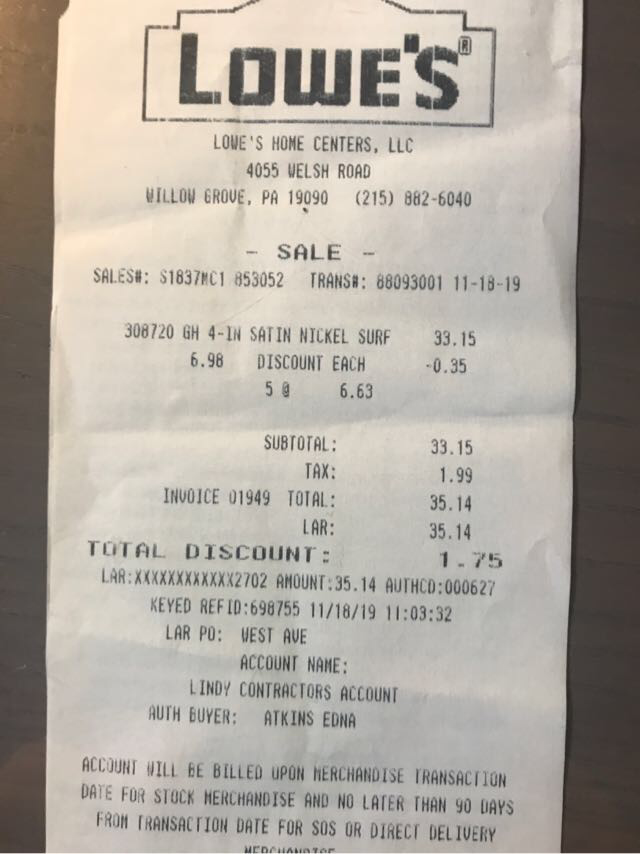 LOWE'S®
LOWE'S HOME CENTERS, LLC
4055 WELSH ROAD
WILLOW GROVE, PA 19090 (215) 882-6040
- SALE -
SALES#: S1837MC1 853052 TRANS#: 88093001 11-18-19
308720 GH 4-IN SATIN NICKEL SURF 33.15
6.98 DISCOUNT EACH -0.35
5 @ 6.63
SUBTOTAL: 33.15
TAX: 1.99
INVOICE 01949 TOTAL: 35.14
LAR: 35.14
TOTAL DISCOUNT: 1.75
LAR:XXXXXXXXXXXX2702 AMOUNT:35.14 AUTHCD:000627
KEYED REFID:698755 11/18/19 11:03:32
LAR PO: WEST AVE
ACCOUNT NAME:
LINDY CONTRACTORS ACCOUNT
AUTH BUYER: ATKINS EDNA
ACCOUNT WILL BE BILLED UPON MERCHANDISE TRANSACTION
DATE FOR STOCK MERCHANDISE AND NO LATER THAN 90 DAYS
FROM TRANSACTION DATE FOR SOS OR DIRECT DELIVERY
MERCHANDISE